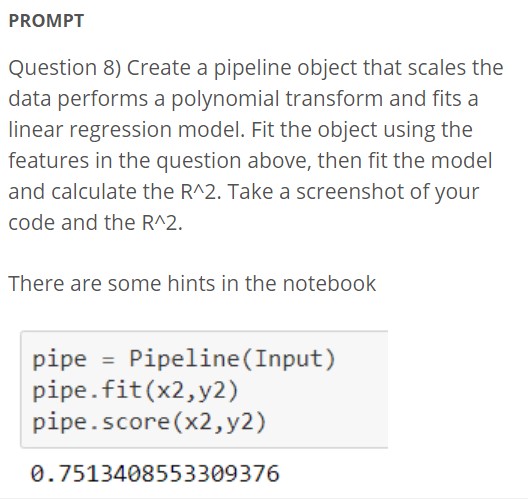 PROMPT
Question 8) Create a pipeline object that scales the
data performs a polynomial transform and fits a
linear regression model. Fit the object using the
features in the question above, then fit the model
and calculate the R^2. Take a screenshot of your
code and the R^2.
There are some hints in the notebook
pipe = Pipeline(Input)
pipe.fit(x2,y2)
pipe.score(x2,y2)
0.7513408553309376